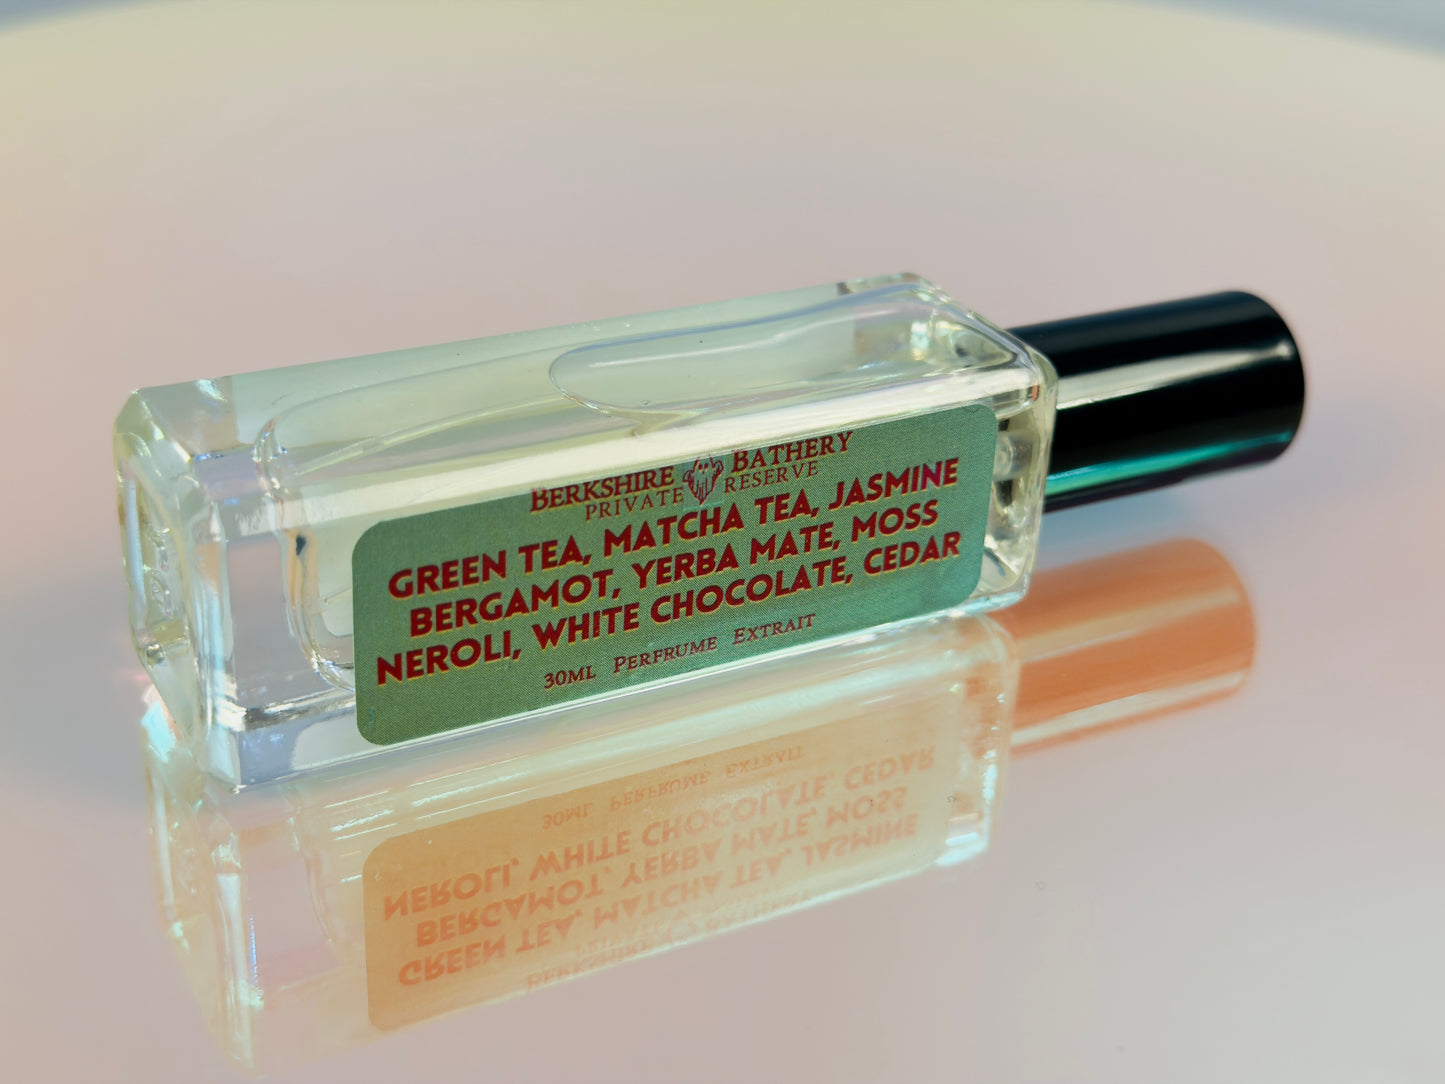 BERKSHIRE BATHERY
PRIVATE RESERVE
GREEN TEA, MATCHA TEA, JASMINE
BERGAMOT, YERBA MATE, MOSS
NEROLI, WHITE CHOCOLATE, CEDAR
30ML PERFRUME EXTRAIT